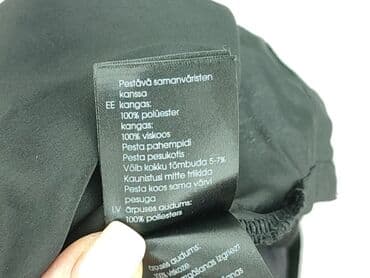 Pestävä samanväristen
kanssa
EE kangas:
100% polüester
kangas:
100% viskoos
Pesta pahempidi
Pesta pesukotis
Võib kokku tõmbuda 5-7%
Kaunistust mitte triikida
Pesta koos sama värvi
pesuga
LV ārpuses audums:
100% poliesters